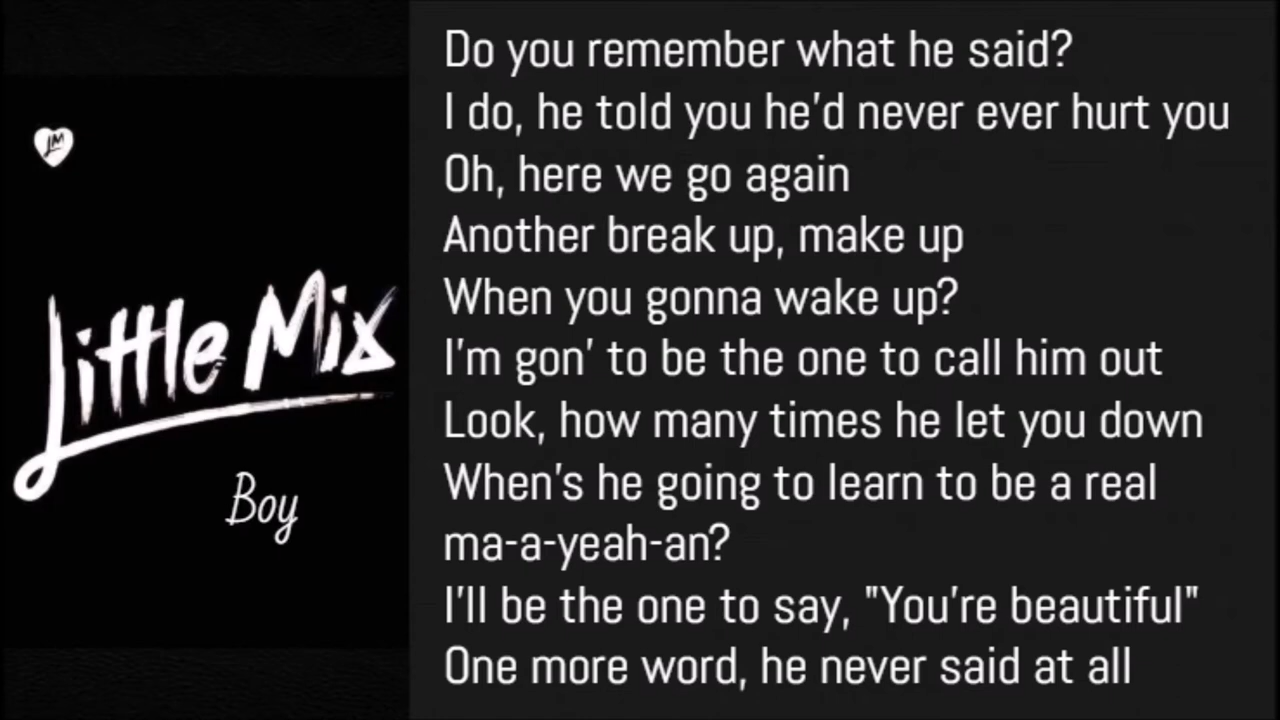 LM
Little Mix
Boy
Do you remember what he said?
I do, he told you he'd never ever hurt you
Oh, here we go again
Another break up, make up
When you gonna wake up?
I'm gon' to be the one to call him out
Look, how many times he let you down
When's he going to learn to be a real
ma-a-yeah-an?
I'll be the one to say, "You're beautiful"
One more word, he never said at all